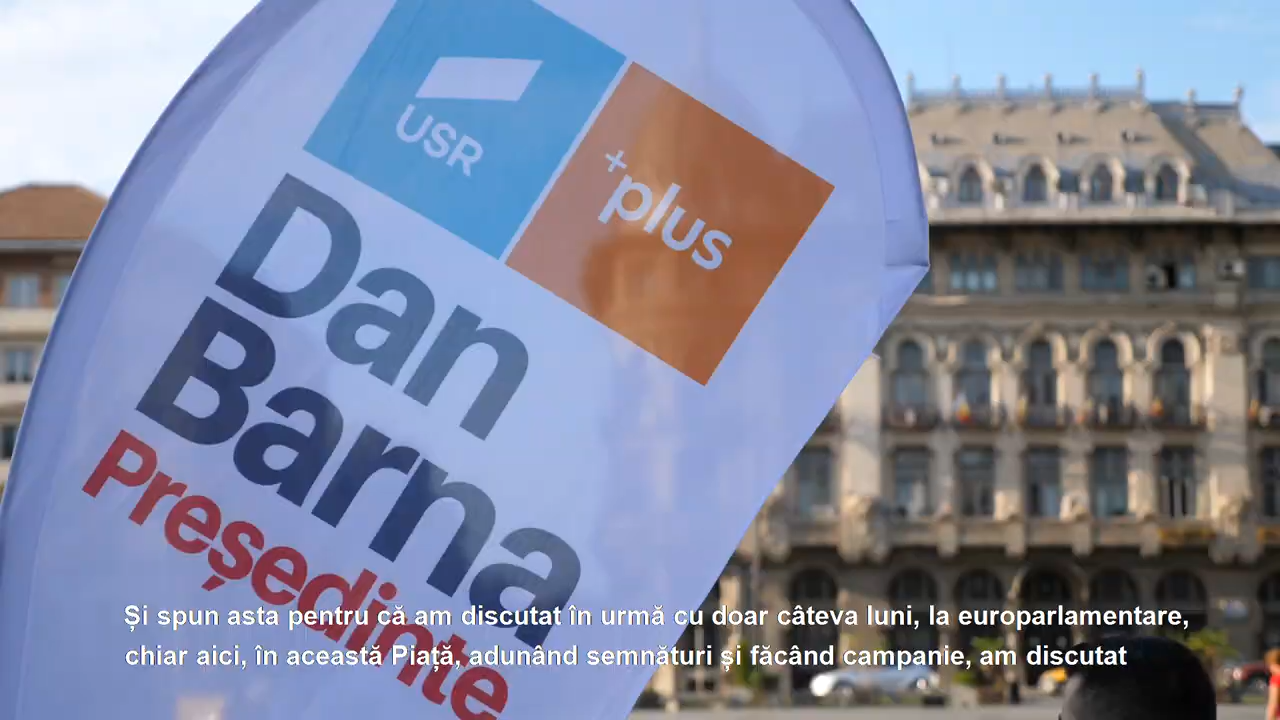 USR
+plus
Dan
Barna
Președinte
Și spun asta pentru că am discutat în urmă cu doar câteva luni, la europarlamentare,
chiar aici, în această Piață, adunând semnături și făcând campanie, am discutat